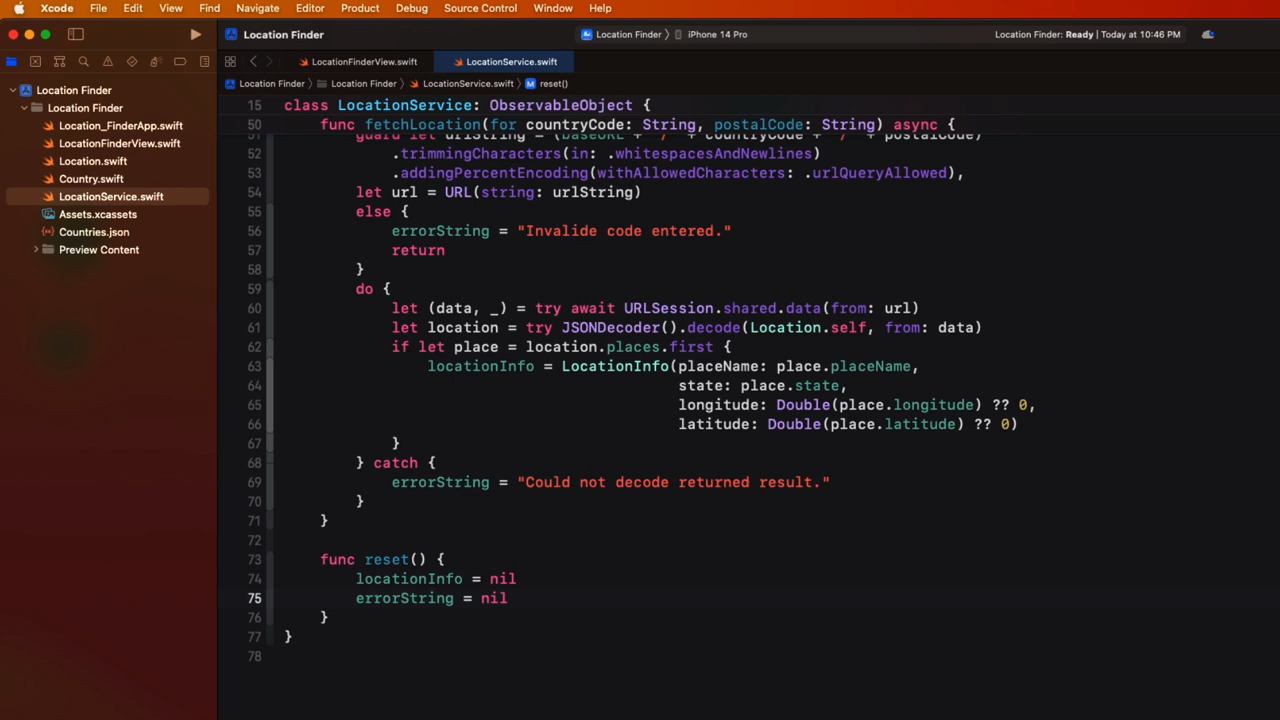 Xcode File Edit View Find Navigate Editor Product Debug Source Control Window Help
Location Finder
Location Finder 〉 iPhone 14 Pro
Location Finder: Ready | Today at 10:46 PM
LocationFinderView.swift
LocationService.swift
Location Finder 〉 Location Finder 〉 LocationService.swift 〉 M reset()
Location Finder
Location Finder
Location_FinderApp.swift
LocationFinderView.swift
Location.swift
Country.swift
LocationService.swift
Assets.xcassets
Countries.json
Preview Content
15 class LocationService: ObservableObject {
50 func fetchLocation(for countryCode: String, postalCode: String) async {
51 guard let urlString = (baseURL + "/" + countryCode + "/" + postalCode)
52 .trimmingCharacters(in: .whitespacesAndNewlines)
53 .addingPercentEncoding(withAllowedCharacters: .urlQueryAllowed),
54 let url = URL(string: urlString)
55 else {
56 errorString = "Invalide code entered."
57 return
58 }
59 do {
60 let (data, _) = try await URLSession.shared.data(from: url)
61 let location = try JSONDecoder().decode(Location.self, from: data)
62 if let place = location.places.first {
63 locationInfo = LocationInfo(placeName: place.placeName,
64 state: place.state,
65 longitude: Double(place.longitude) ?? 0,
66 latitude: Double(place.latitude) ?? 0)
67 }
68 } catch {
69 errorString = "Could not decode returned result."
70 }
71 }
72
73 func reset() {
74 locationInfo = nil
75 errorString = nil
76 }
77 }
78